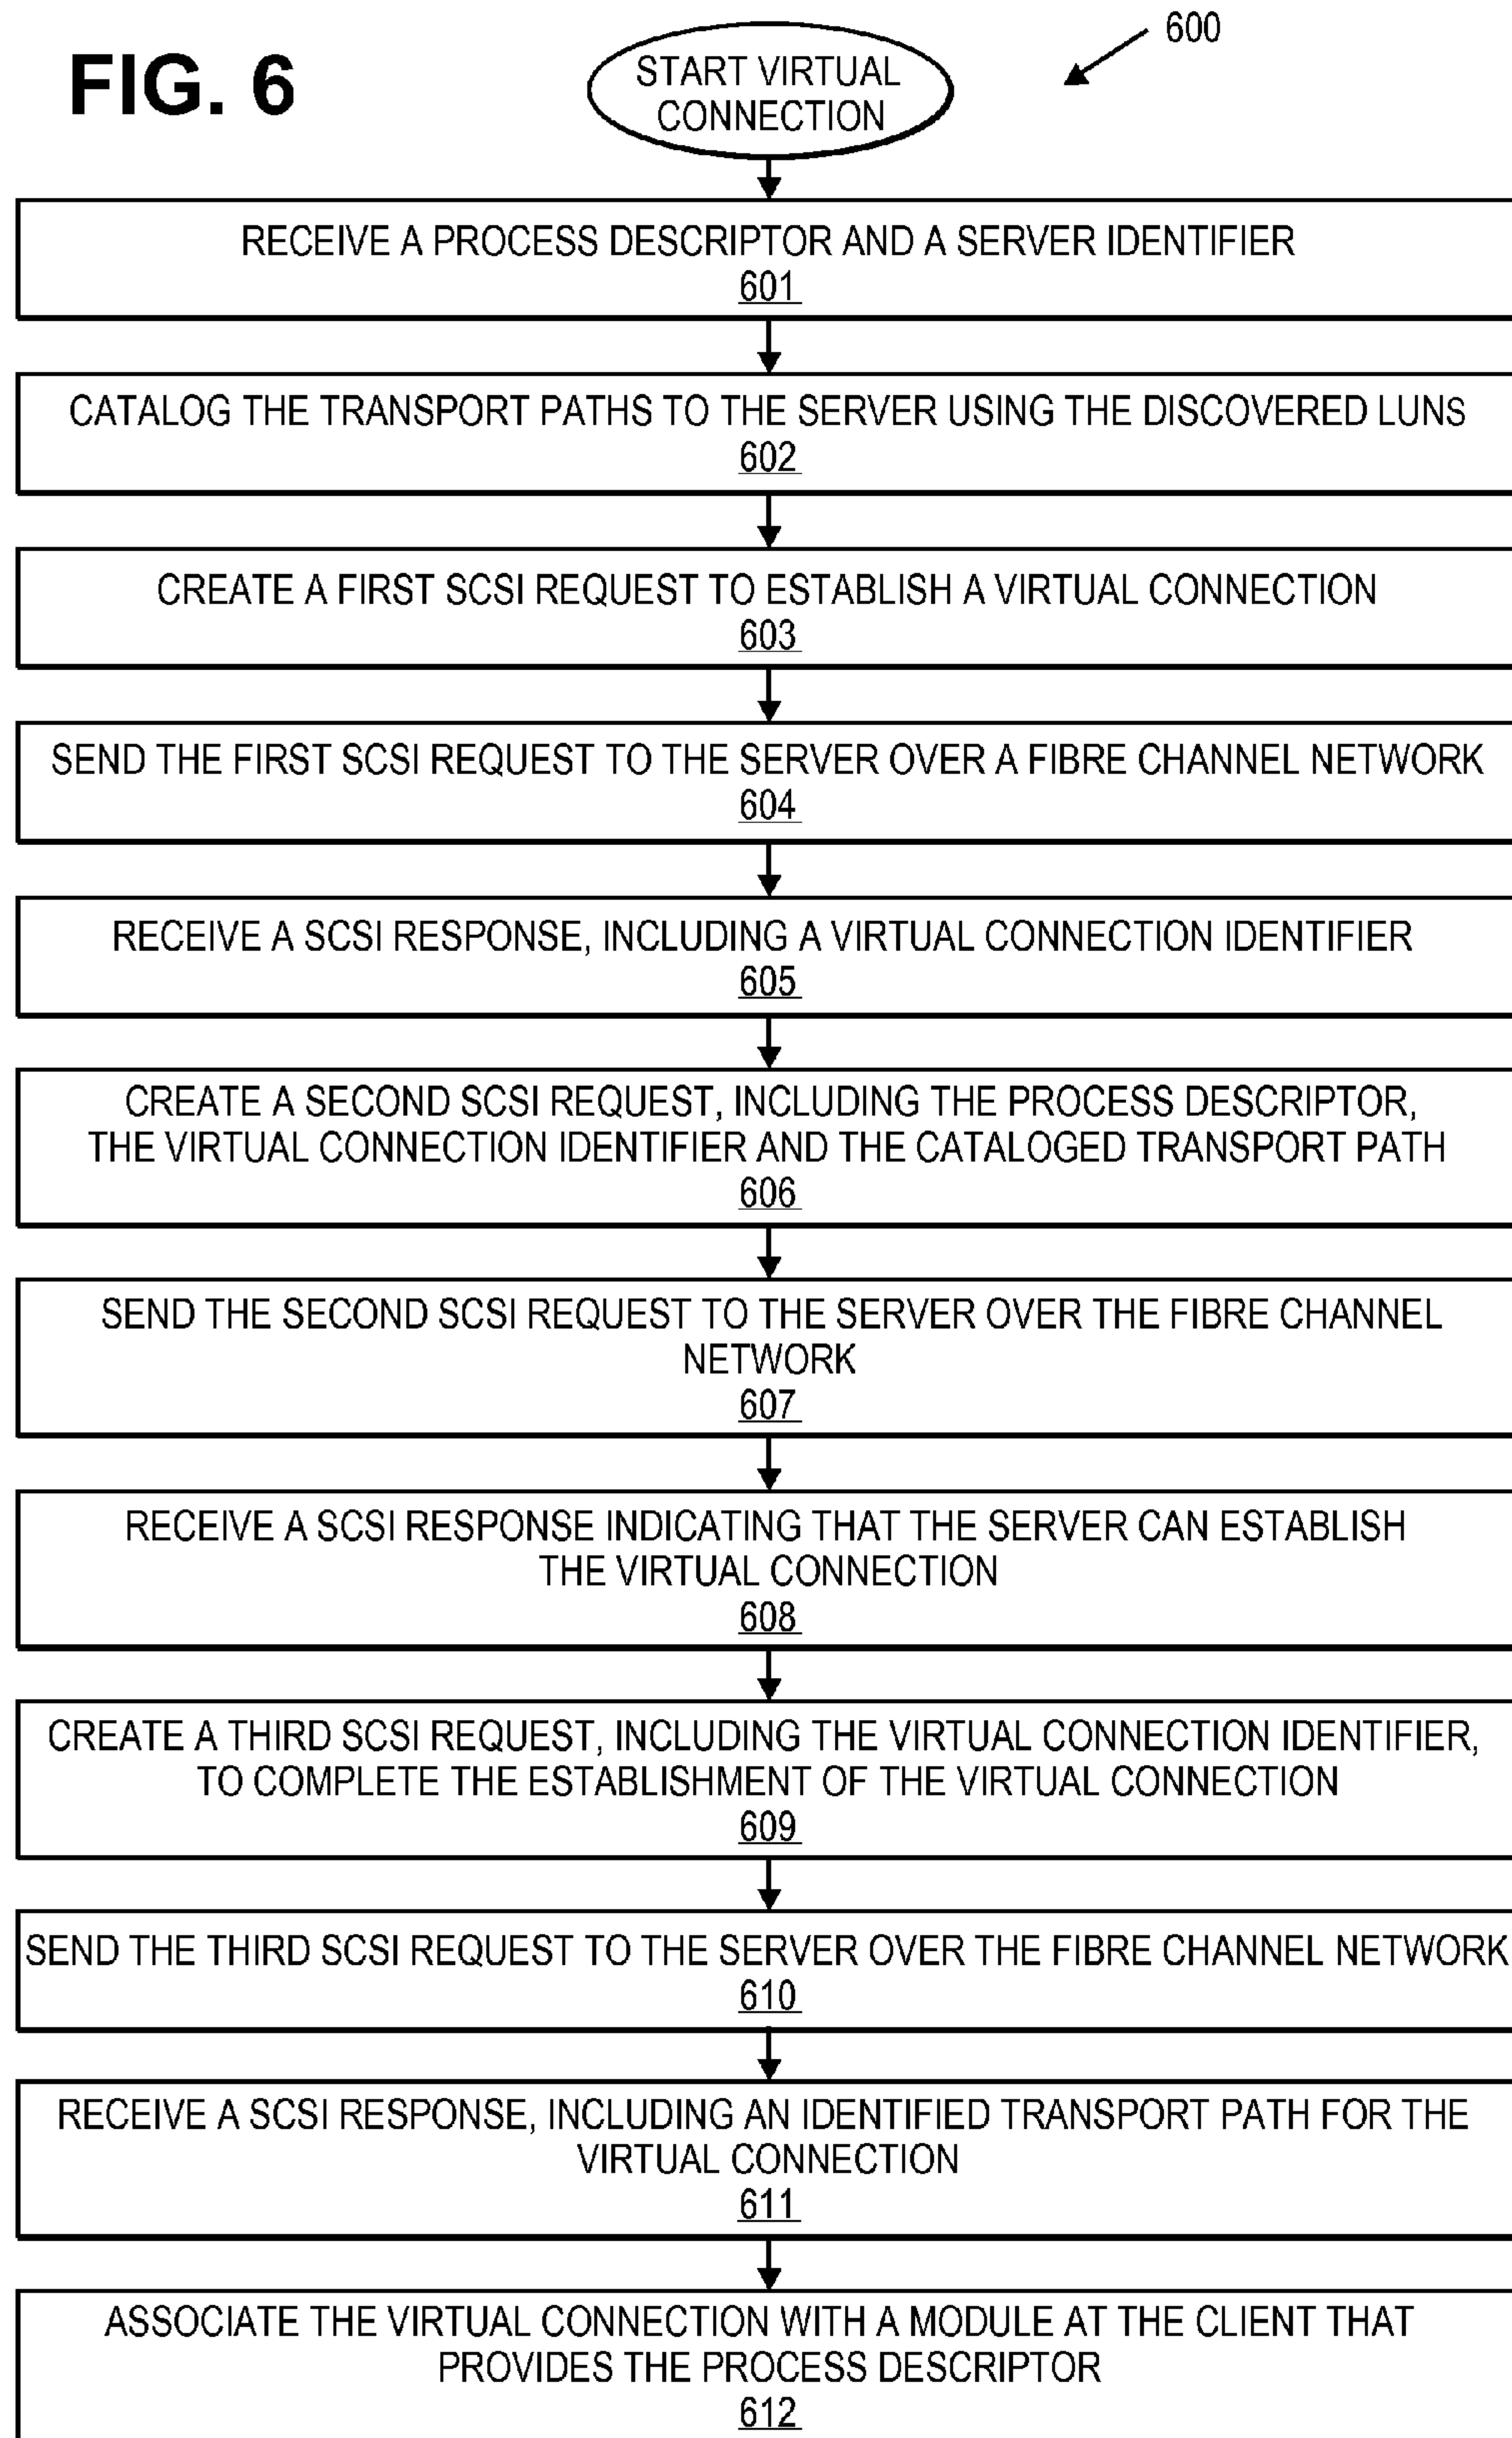 FIG. 6
600
START VIRTUAL
CONNECTION
RECEIVE A PROCESS DESCRIPTOR AND A SERVER IDENTIFIER
601
CATALOG THE TRANSPORT PATHS TO THE SERVER USING THE DISCOVERED LUNS
602
CREATE A FIRST SCSI REQUEST TO ESTABLISH A VIRTUAL CONNECTION
603
SEND THE FIRST SCSI REQUEST TO THE SERVER OVER A FIBRE CHANNEL NETWORK
604
RECEIVE A SCSI RESPONSE, INCLUDING A VIRTUAL CONNECTION IDENTIFIER
605
CREATE A SECOND SCSI REQUEST, INCLUDING THE PROCESS DESCRIPTOR,
THE VIRTUAL CONNECTION IDENTIFIER AND THE CATALOGED TRANSPORT PATH
606
SEND THE SECOND SCSI REQUEST TO THE SERVER OVER THE FIBRE CHANNEL
NETWORK
607
RECEIVE A SCSI RESPONSE INDICATING THAT THE SERVER CAN ESTABLISH
THE VIRTUAL CONNECTION
608
CREATE A THIRD SCSI REQUEST, INCLUDING THE VIRTUAL CONNECTION IDENTIFIER,
TO COMPLETE THE ESTABLISHMENT OF THE VIRTUAL CONNECTION
609
SEND THE THIRD SCSI REQUEST TO THE SERVER OVER THE FIBRE CHANNEL NETWORK
610
RECEIVE A SCSI RESPONSE, INCLUDING AN IDENTIFIED TRANSPORT PATH FOR THE
VIRTUAL CONNECTION
611
ASSOCIATE THE VIRTUAL CONNECTION WITH A MODULE AT THE CLIENT THAT
PROVIDES THE PROCESS DESCRIPTOR
612